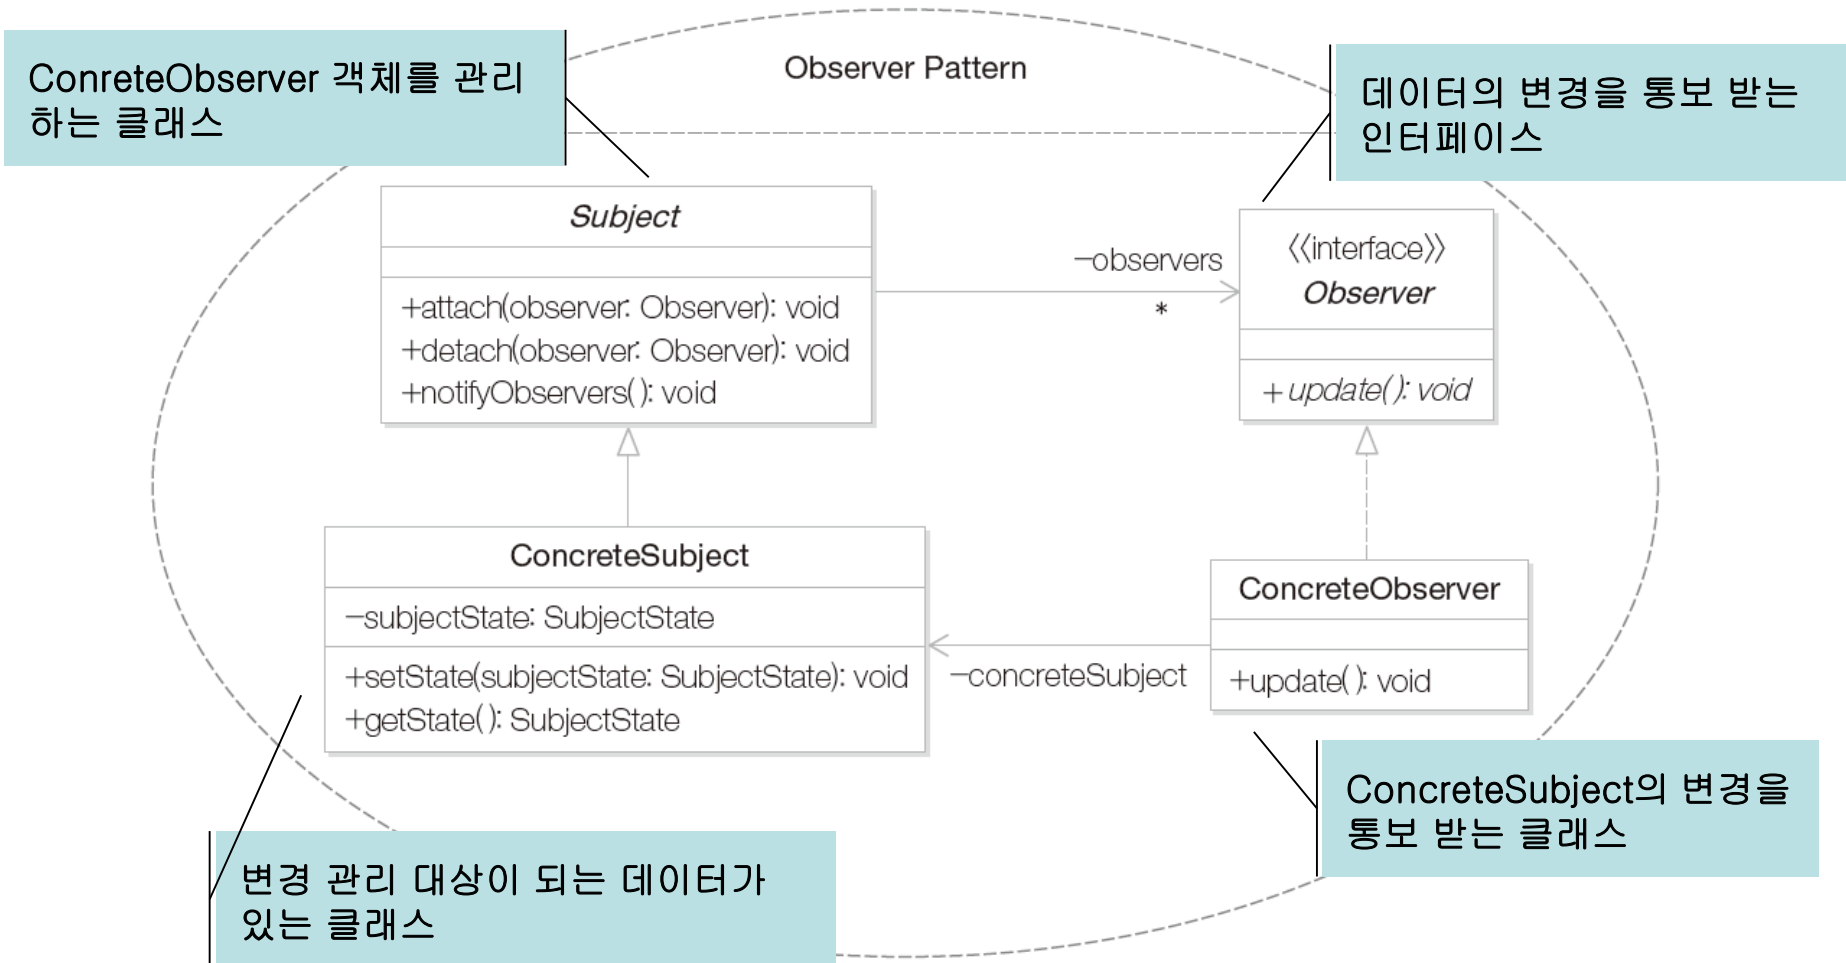 Observer Pattern
ConreteObserver 객체를 관리
하는 클래스
데이터의 변경을 통보 받는
인터페이스
Subject
+attach(observer: Observer): void
+detach(observer: Observer): void
+notifyObservers(): void
–observers
*
<<interface>>
Observer
+update(): void
ConcreteSubject
–subjectState: SubjectState
+setState(subjectState: SubjectState): void
+getState(): SubjectState
–concreteSubject
ConcreteObserver
+update(): void
변경 관리 대상이 되는 데이터가
있는 클래스
ConcreteSubject의 변경을
통보 받는 클래스